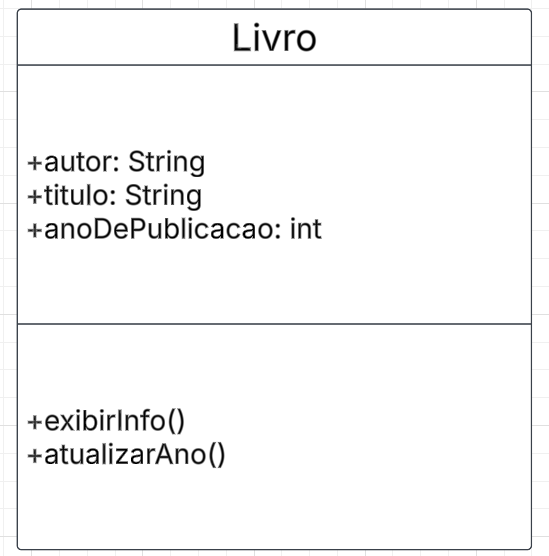 Livro
+autor: String
+titulo: String
+anoDePublicacao: int
+exibirInfo()
+atualizarAno()